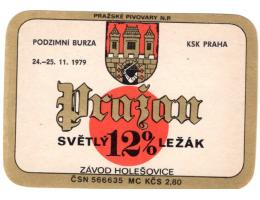 PRAŽSKÉ PIVOVARY N.P.
PODZIMNÍ BURZA
KSK PRAHA
24.–25. 11. 1979
Pražan
SVĚTLÝ 12% LEŽÁK
ZÁVOD HOLEŠOVICE
ČSN 566635 MC KČS 2,80